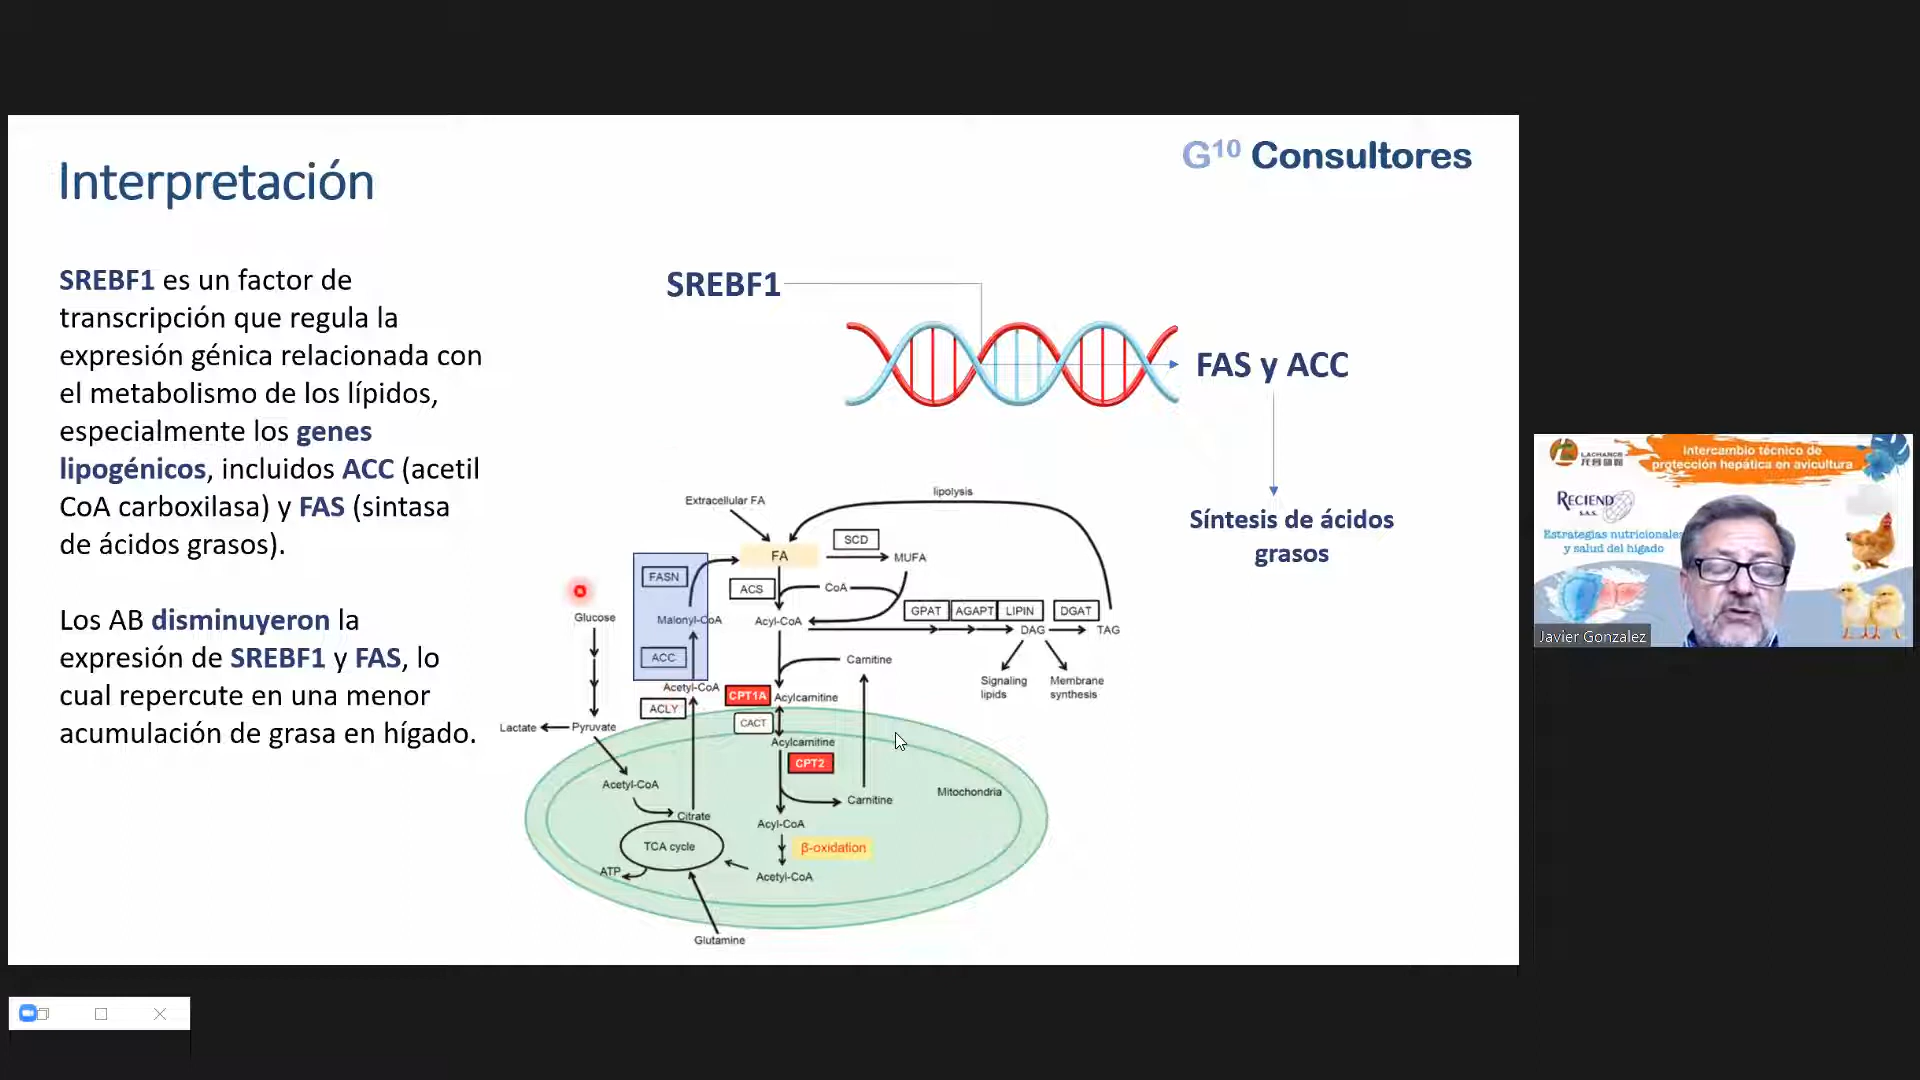 G10 Consultores
Interpretación
SREBF1 es un factor de
transcripción que regula la
expresión génica relacionada con
el metabolismo de los lípidos,
especialmente los genes
lipogénicos, incluidos ACC (acetil
CoA carboxilasa) y FAS (sintasa
de ácidos grasos).
Los AB disminuyeron la
expresión de SREBF1 y FAS, lo
cual repercute en una menor
acumulación de grasa en hígado.
SREBF1
FAS y ACC
Síntesis de ácidos
grasos
Extracellular FA
lipolysis
FA
SCD
MUFA
FASN
ACS
CoA
Glucose
Malonyl-CoA
Acyl-CoA
GPAT
AGAPT
LIPIN
DGAT
DAG
TAG
ACC
Carnitine
Acetyl-CoA
CPT1A
Acylcarnitine
Signaling
lipids
Membrane
synthesis
ACLY
CACT
Lactate
Pyruvate
Acylcarnitine
CPT2
Acetyl-CoA
Carnitine
Mitochondria
Citrate
Acyl-CoA
TCA cycle
β-oxidation
ATP
Acetyl-CoA
Glutamine
LACHANCE
Intercambio técnico de
protección hepática en avicultura
RECIEND
S.A.S.
Estrategias nutricionales
y salud del hígado
Javier Gonzalez